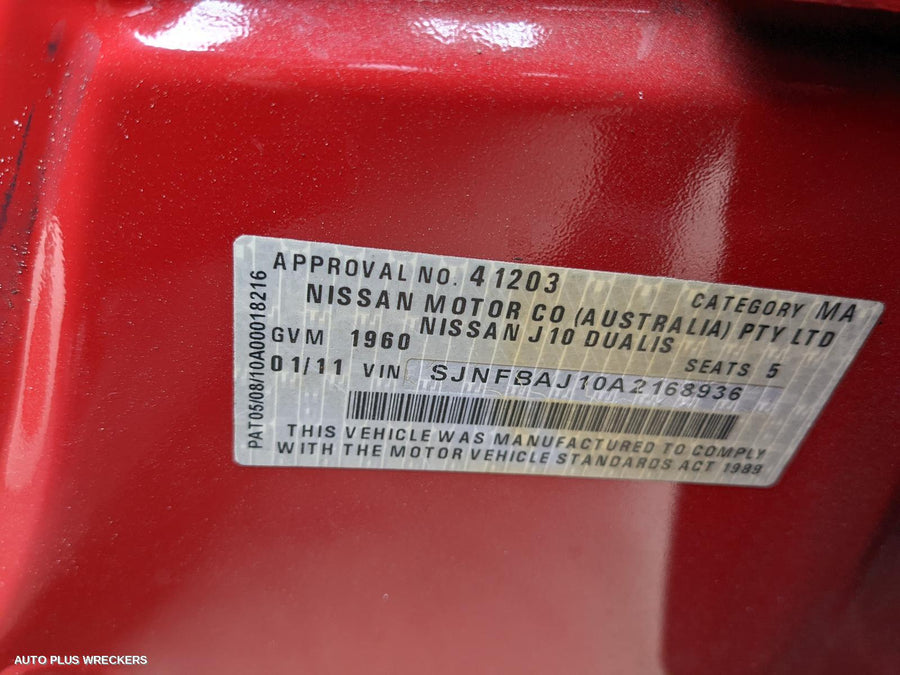 APPROVAL NO. 41203 CATEGORY MA
NISSAN MOTOR CO (AUSTRALIA) PTY LTD
NISSAN J10 DUALIS
GVM 1960 SEATS 5
01/11 VIN SJNFBAJ10A2168936
THIS VEHICLE WAS MANUFACTURED TO COMPLY
WITH THE MOTOR VEHICLE STANDARDS ACT 1989
PAT05/08/10A00018216
AUTO PLUS WRECKERS